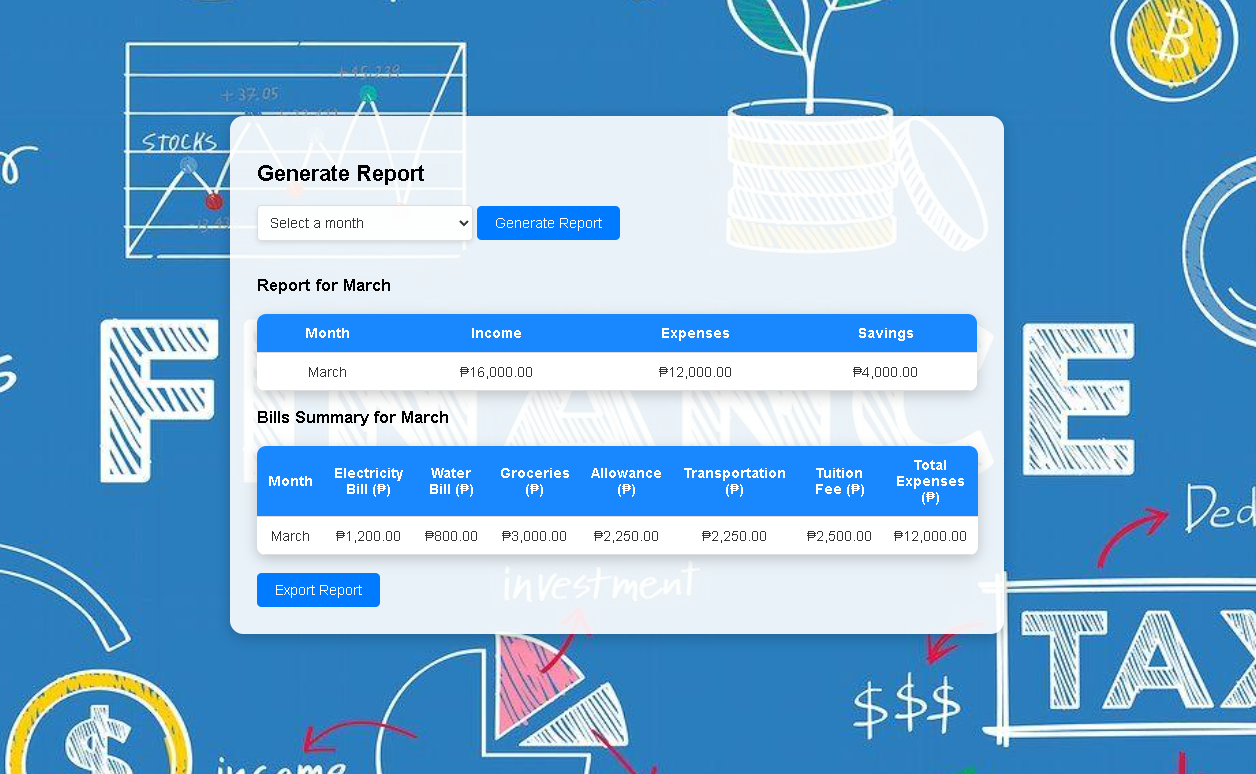 +45.239
+37.05
STOCKS
Generate Report
Select a month
Generate Report
Report for March
Month Income Expenses Savings
March ₱16,000.00 ₱12,000.00 ₱4,000.00
FINANCE
Bills Summary for March
Month Electricity Bill (₱) Water Bill (₱) Groceries (₱) Allowance (₱) Transportation (₱) Tuition Fee (₱) Total Expenses (₱)
March ₱1,200.00 ₱800.00 ₱3,000.00 ₱2,250.00 ₱2,250.00 ₱2,500.00 ₱12,000.00
Ded
investment
Export Report
TAX
$$$
$
income